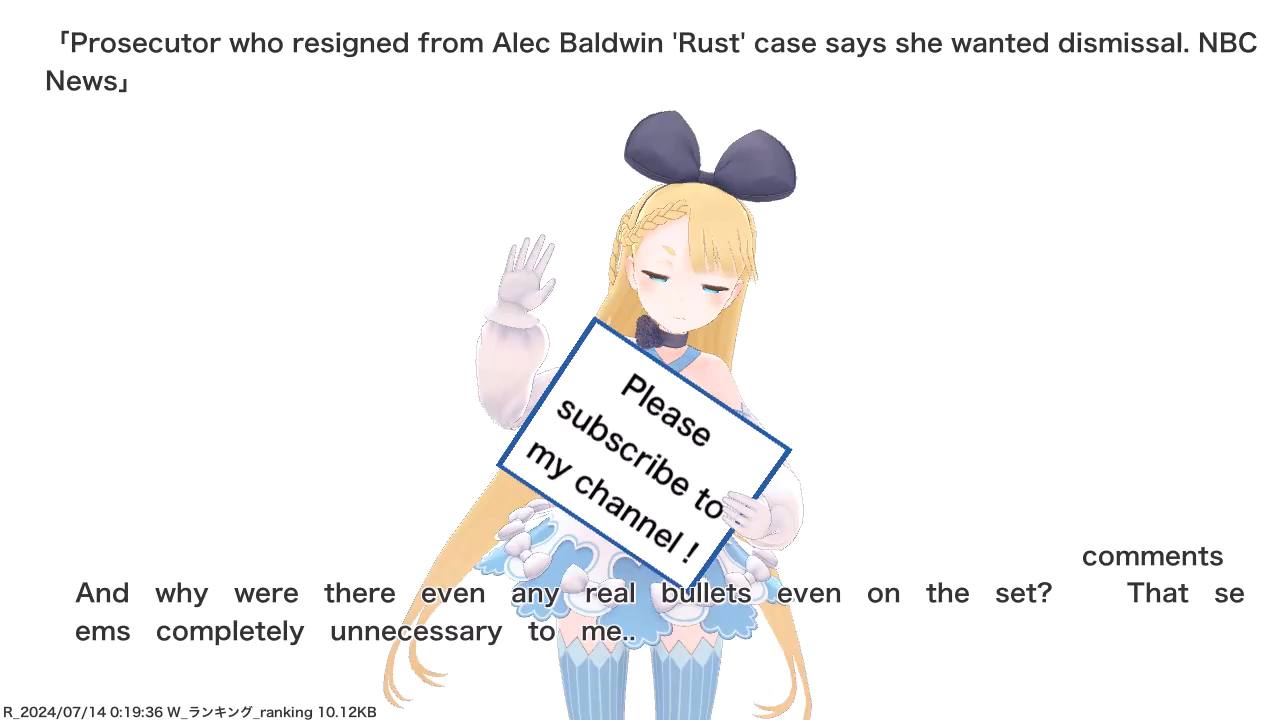 「Prosecutor who resigned from Alec Baldwin 'Rust' case says she wanted dismissal. NBC
News」
Please
subscribe to
my channel !
comments
And why were there even any real bullets even on the set? That se
ems completely unnecessary to me..
R_2024/07/14 0:19:36 W_ランキング_ranking 10.12KB